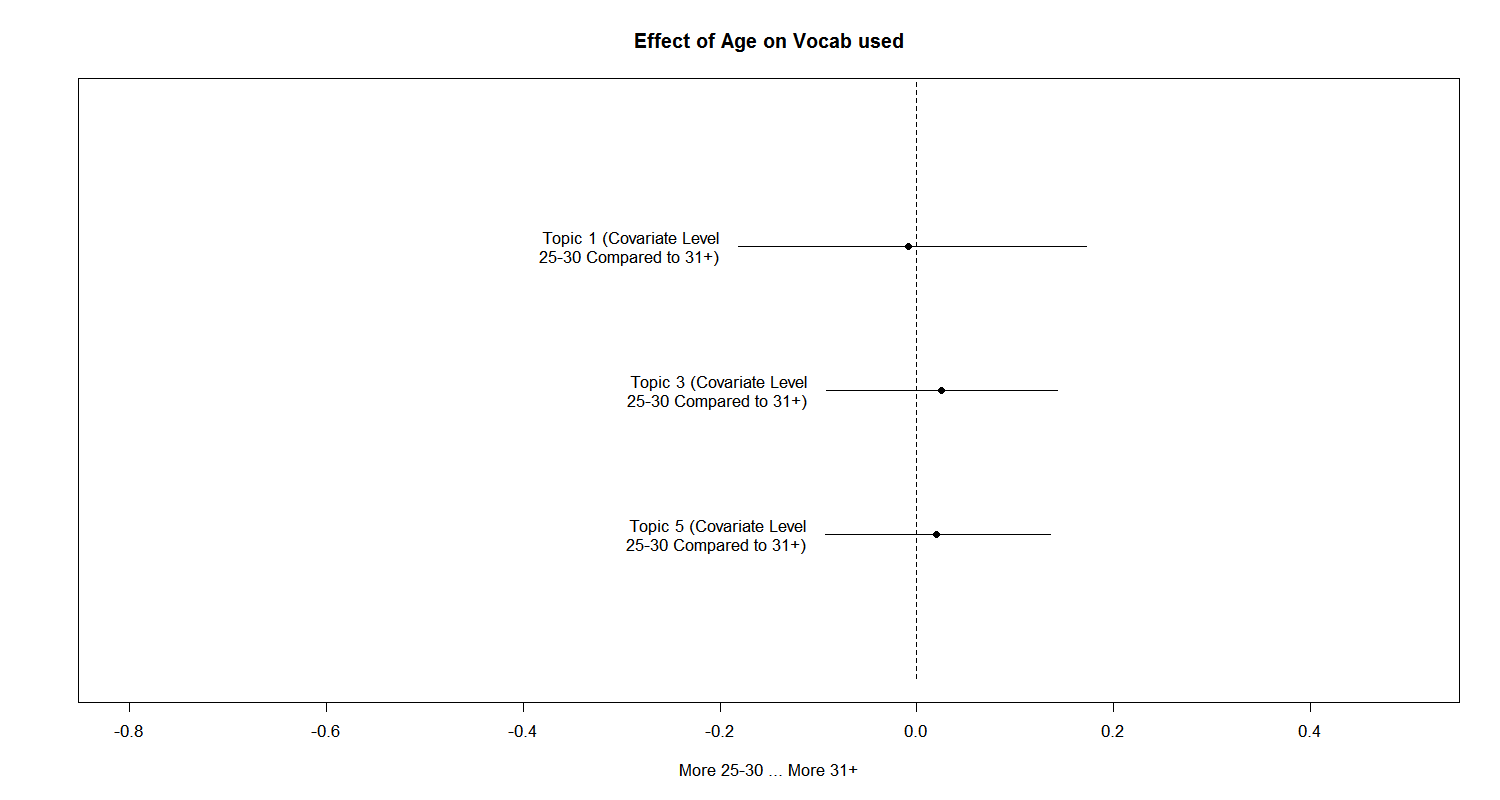 Effect of Age on Vocab used
Topic 1 (Covariate Level
25-30 Compared to 31+)
Topic 3 (Covariate Level
25-30 Compared to 31+)
Topic 5 (Covariate Level
25-30 Compared to 31+)
-0.8 -0.6 -0.4 -0.2 0.0 0.2 0.4
More 25-30 ... More 31+